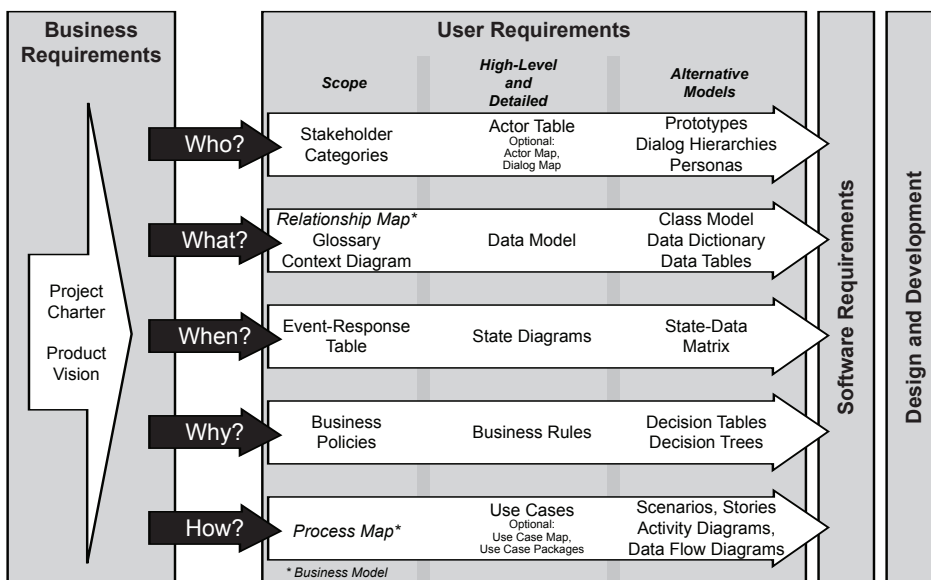 Business
Requirements
Project
Charter
Product
Vision
User Requirements
Scope
High-Level
and
Detailed
Alternative
Models
Who?
Stakeholder
Categories
Actor Table
Optional:
Actor Map,
Dialog Map
Prototypes
Dialog Hierarchies
Personas
What?
Relationship Map*
Glossary
Context Diagram
Data Model
Class Model
Data Dictionary
Data Tables
When?
Event-Response
Table
State Diagrams
State-Data
Matrix
Why?
Business
Policies
Business Rules
Decision Tables
Decision Trees
How?
Process Map*
Use Cases
Optional:
Use Case Map,
Use Case Packages
Scenarios, Stories
Activity Diagrams,
Data Flow Diagrams
* Business Model
Software Requirements
Design and Development